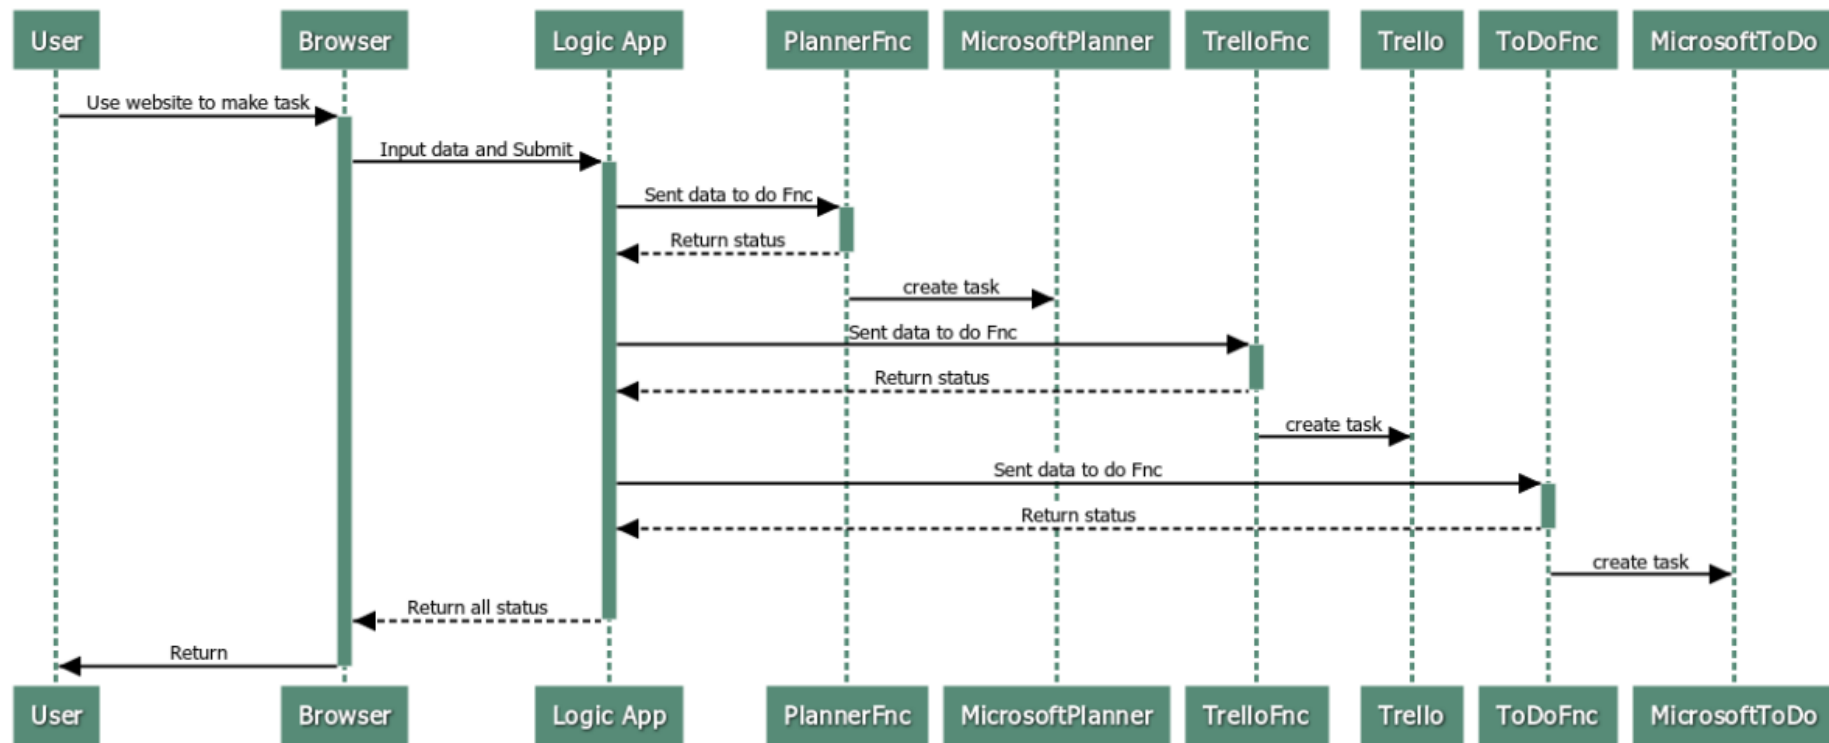 User
Browser
Logic App
PlannerFnc
MicrosoftPlanner
TrelloFnc
Trello
ToDoFnc
MicrosoftToDo
Use website to make task
Input data and Submit
Sent data to do Fnc
Return status
create task
Sent data to do Fnc
Return status
create task
Sent data to do Fnc
Return status
create task
Return all status
Return
User
Browser
Logic App
PlannerFnc
MicrosoftPlanner
TrelloFnc
Trello
ToDoFnc
MicrosoftToDo